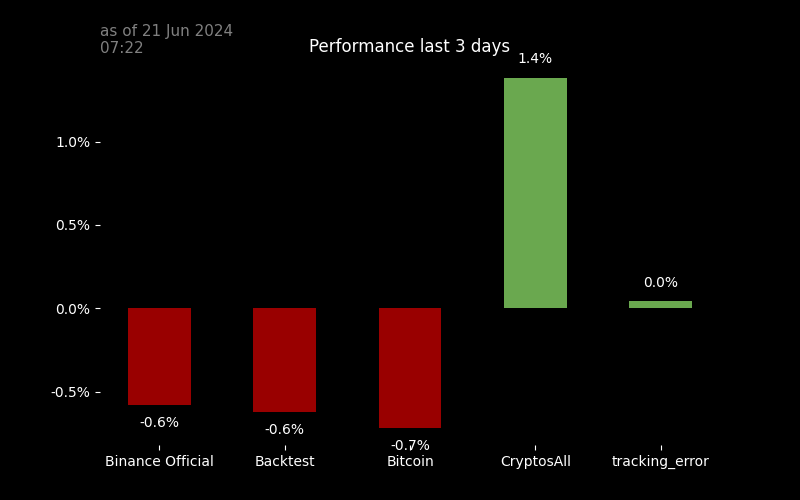 as of 21 Jun 2024
07:22
Performance last 3 days
1.4%
1.0%
0.5%
0.0%
0.0%
-0.5%
-0.6%
-0.6%
-0.7%
Binance Official
Backtest
Bitcoin
CryptosAll
tracking_error